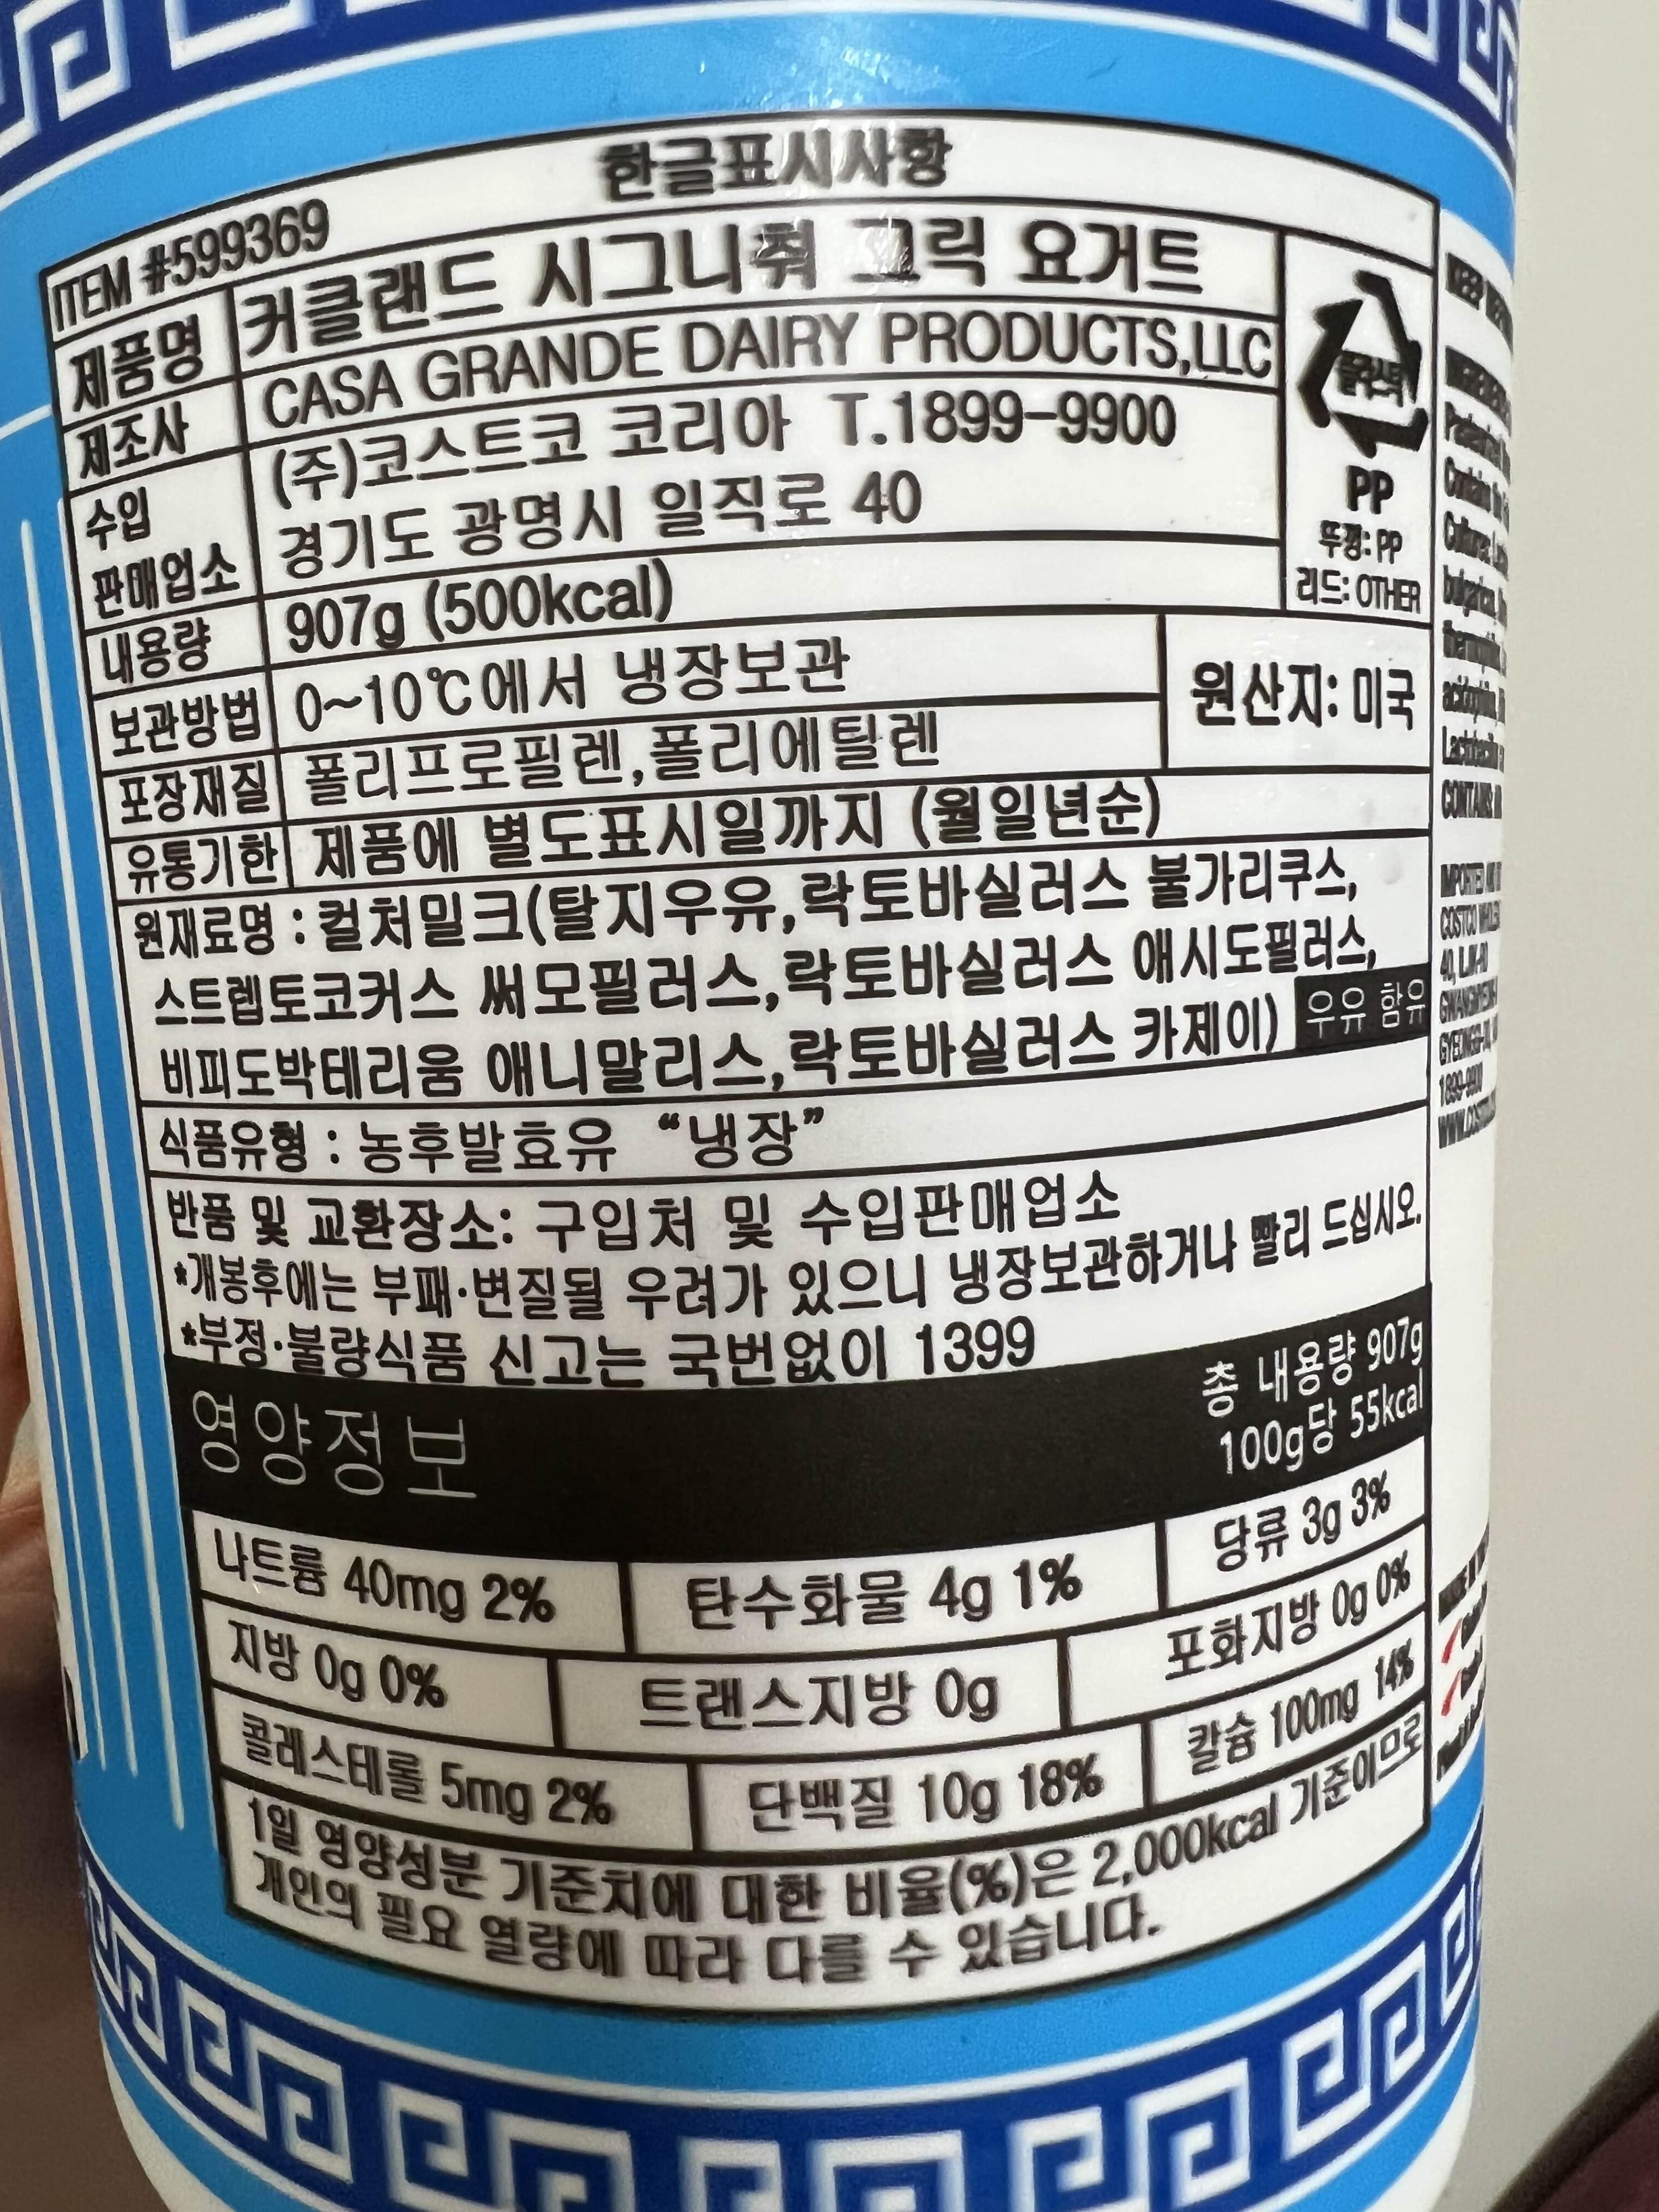 한글표시사항
ITEM #599369
제품명 커클랜드 시그니춰 그릭 요거트
제조사 CASA GRANDE DAIRY PRODUCTS,LLC
수입 판매업소 (주)코스트코 코리아 T.1899-9900
경기도 광명시 일직로 40
플라스틱
PP
뚜껑: PP
리드: OTHER
내용량 907g (500kcal)
보관방법 0~10℃에서 냉장보관
원산지: 미국
포장재질 폴리프로필렌,폴리에틸렌
유통기한 제품에 별도표시일까지 (월일년순)
원재료명 : 컬처밀크(탈지우유,락토바실러스 불가리쿠스,
스트렙토코커스 써모필러스,락토바실러스 애시도필러스,
비피도박테리움 애니말리스,락토바실러스 카제이) 우유 함유
식품유형 : 농후발효유 “냉장”
반품 및 교환장소: 구입처 및 수입판매업소
*개봉후에는 부패·변질될 우려가 있으니 냉장보관하거나 빨리 드십시오.
*부정·불량식품 신고는 국번없이 1399
영양정보
총 내용량 907g
100g당 55kcal
나트륨 40mg 2% 탄수화물 4g 1% 당류 3g 3%
지방 0g 0% 트랜스지방 0g 포화지방 0g 0%
콜레스테롤 5mg 2% 단백질 10g 18% 칼슘 100mg 14%
1일 영양성분 기준치에 대한 비율(%)은 2,000kcal 기준이므로
개인의 필요 열량에 따라 다를 수 있습니다.
KEEP
CONTAINS
COSTCO
1899-9900